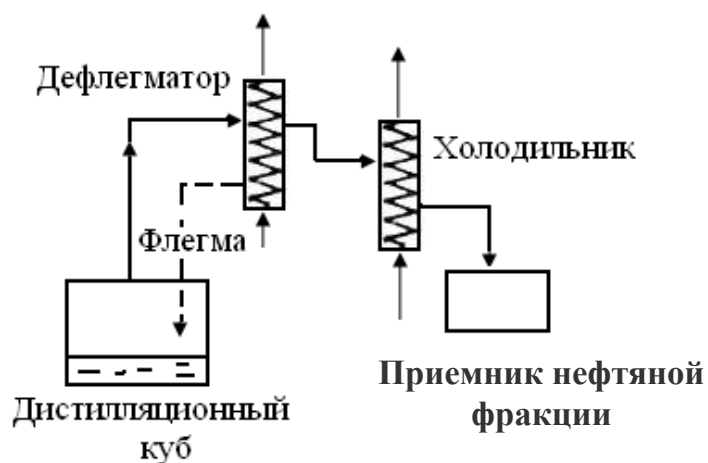 Дефлегматор
Холодильник
Флегма
Приемник нефтяной
фракции
Дистилляционный
куб